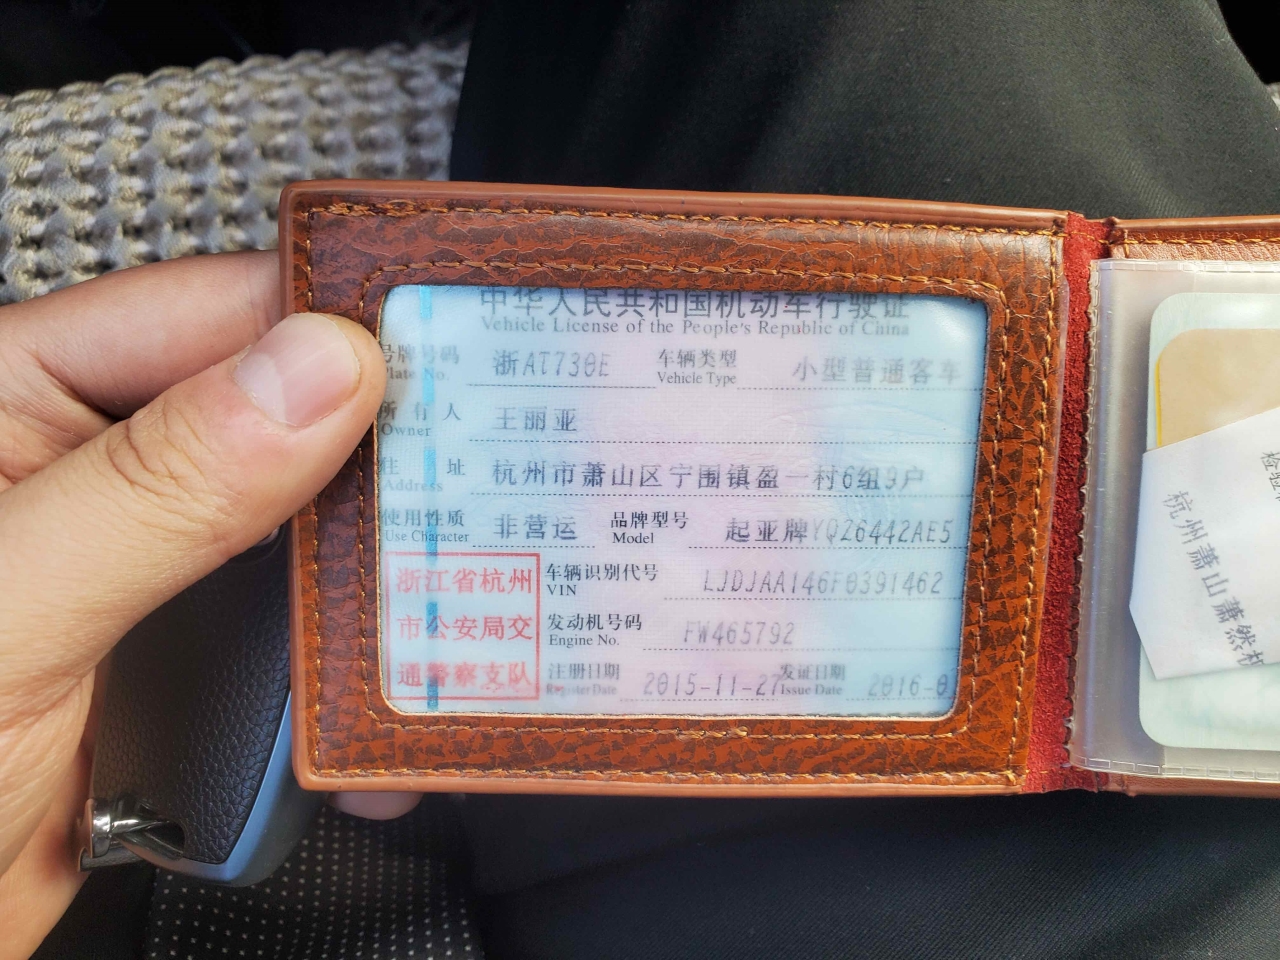 中华人民共和国机动车行驶证
Vehicle License of the People's Republic of China
号牌号码 浙AT730E 车辆类型 小型普通客车
Plate No. Vehicle Type
所有人 王丽亚
Owner
住址 杭州市萧山区宁围镇盈一村6组9户
Address
使用性质 非营运 品牌型号 起亚牌YQZ6442AE5
Use Character Model
浙江省杭州
市公安局交
通警察支队
车辆识别代号 LJDJAA146F0391462
VIN
发动机号码 FW465792
Engine No.
注册日期 2015-11-27 发证日期 2016-0
Register Date Issue Date
检验
杭州萧山萧然